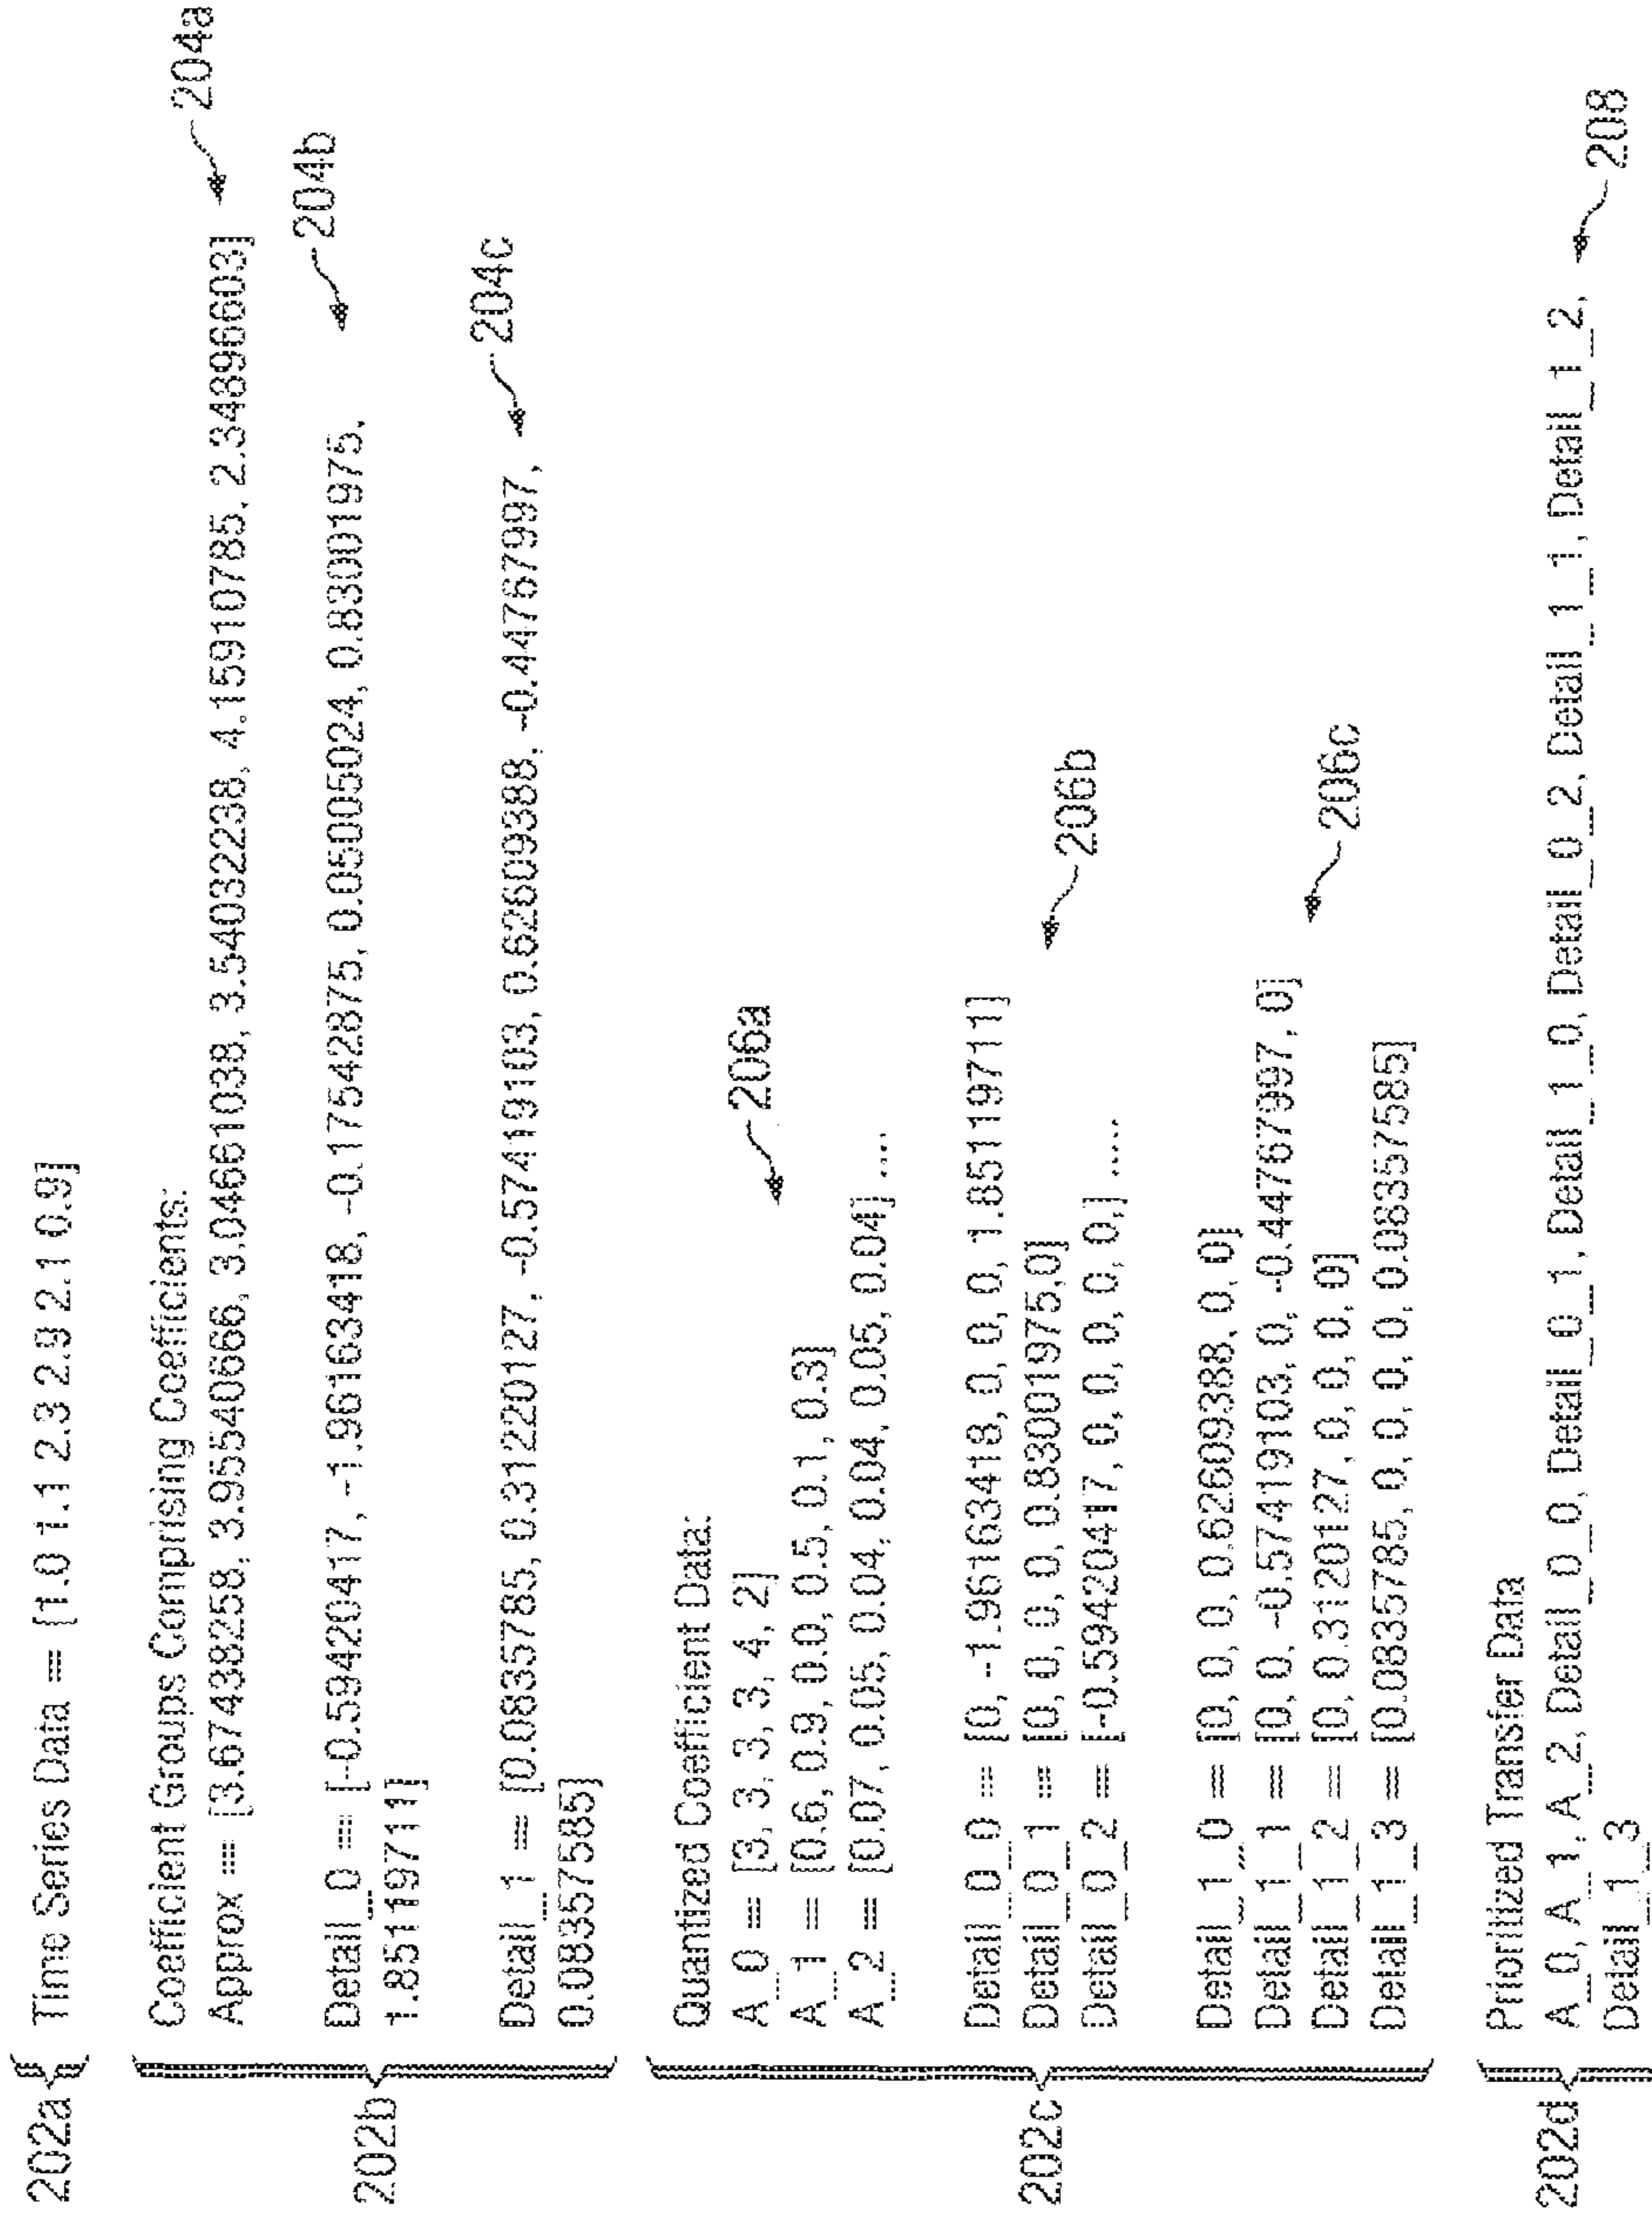 202a
Time Series Data = [1.0 1.1 2.3 2.9 2.1 0.9]
202b
Coefficient Groups Comprising Coefficients:
Approx = [3.67438258, 3.95540666, 3.04661038, 3.54032238, 4.15910785, 2.34896603]
204a
Detail_0 = [-0.59420417, -1.96163418, -0.17542875, 0.05005024, 0.83001975,
1.85119711]
204b
Detail_1 = [0.08357585, 0.31220127, -0.57419103, 0.62609388, -0.44767997,
0.08357585]
204c
202c
Quantized Coefficient Data:
A_0 = [3, 3, 3, 3, 4, 2]
A_1 = [0.6, 0.9, 0.0, 0.5, 0.1, 0.3]
A_2 = [0.07, 0.05, 0.04, 0.04, 0.05, 0.04] ....
206a
Detail_0_0 = [0, -1.96163418, 0, 0, 0, 1.85119711]
Detail_0_1 = [0, 0, 0, 0, 0.83001975,0]
Detail_0_2 = [-0.59420417, 0, 0, 0, 0, 0,] .....
206b
Detail_1_0 = [0, 0, 0, 0.62609388, 0, 0]
Detail_1_1 = [0, 0, -0.57419103, 0, -0.44767997, 0]
Detail_1_2 = [0, 0.3120127, 0, 0, 0, 0]
Detail_1_3 = [0.08357585, 0, 0, 0, 0, 0.08357585]
206c
202d
Prioritized Transfer Data
A_0, A_1, A_2, Detail_0_0, Detail_0_1, Detail_1_0, Detail_0_2, Detail_1_1, Detail_1_2,
Detail_1_3
208